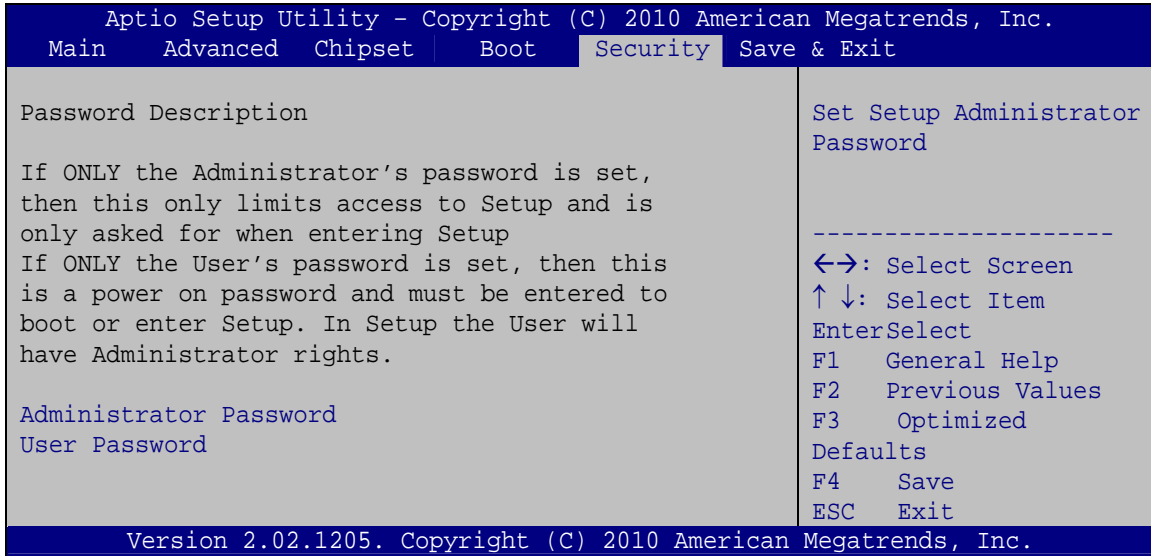 Aptio Setup Utility – Copyright (C) 2010 American Megatrends, Inc.
Main Advanced Chipset Boot Security Save & Exit
Password Description
If ONLY the Administrator’s password is set,
then this only limits access to Setup and is
only asked for when entering Setup
If ONLY the User’s password is set, then this
is a power on password and must be entered to
boot or enter Setup. In Setup the User will
have Administrator rights.
Administrator Password
User Password
Set Setup Administrator
Password
---------------------
←→: Select Screen
↑ ↓: Select Item
EnterSelect
F1 General Help
F2 Previous Values
F3 Optimized
Defaults
F4 Save
ESC Exit
Version 2.02.1205. Copyright (C) 2010 American Megatrends, Inc.